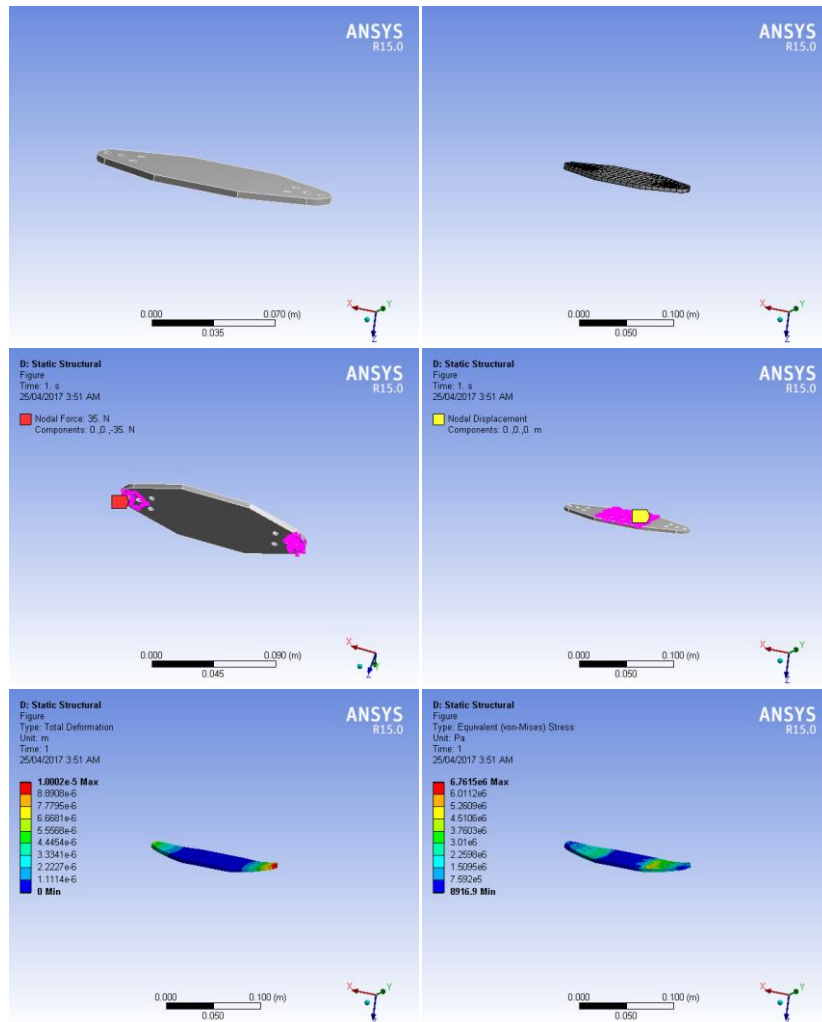 ANSYS
R15.0
0.000 0.070 (m)
0.035
X Y
Z
ANSYS
R15.0
0.000 0.100 (m)
0.050
X Y
Z
D: Static Structural
Figure
Time: 1. s
25/04/2017 3:51 AM
Nodal Force: 35. N
Components: 0.,0.,-35. N
ANSYS
R15.0
0.000 0.090 (m)
0.045
X
Z Y
D: Static Structural
Figure
Time: 1. s
25/04/2017 3:51 AM
Nodal Displacement
Components: 0.,0.,0. m
ANSYS
R15.0
0.000 0.100 (m)
0.050
X Y
Z
D: Static Structural
Figure
Type: Total Deformation
Unit: m
Time: 1
25/04/2017 3:51 AM
ANSYS
R15.0
1.0002e-5 Max
8.8908e-6
7.7795e-6
6.6681e-6
5.5568e-6
4.4454e-6
3.3341e-6
2.2227e-6
1.1114e-6
0 Min
0.000 0.100 (m)
0.050
X Y
Z
D: Static Structural
Figure
Type: Equivalent (von-Mises) Stress
Unit: Pa
Time: 1
25/04/2017 3:51 AM
ANSYS
R15.0
6.7615e6 Max
6.0112e6
5.2609e6
4.5106e6
3.7603e6
3.01e6
2.2598e6
1.5095e6
7.592e5
8916.9 Min
0.000 0.100 (m)
0.050
X Y
Z